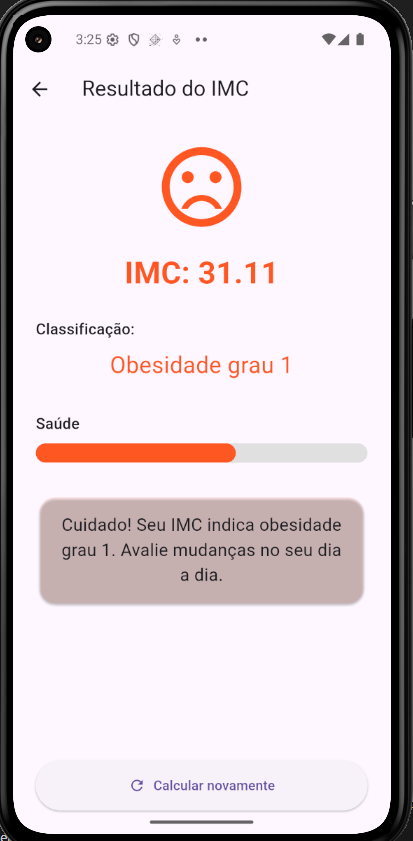 3:25
Resultado do IMC
IMC: 31.11
Classificação:
Obesidade grau 1
Saúde
Cuidado! Seu IMC indica obesidade
grau 1. Avalie mudanças no seu dia
a dia.
Calcular novamente